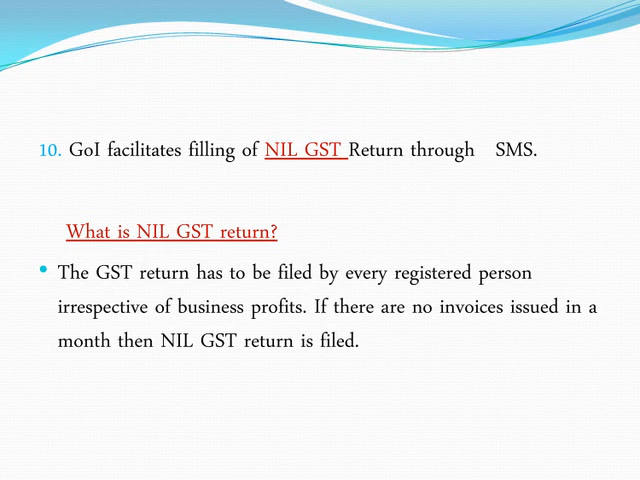 10. GoI facilitates filling of NIL GST Return through SMS.
What is NIL GST return?
• The GST return has to be filed by every registered person
irrespective of business profits. If there are no invoices issued in a
month then NIL GST return is filed.